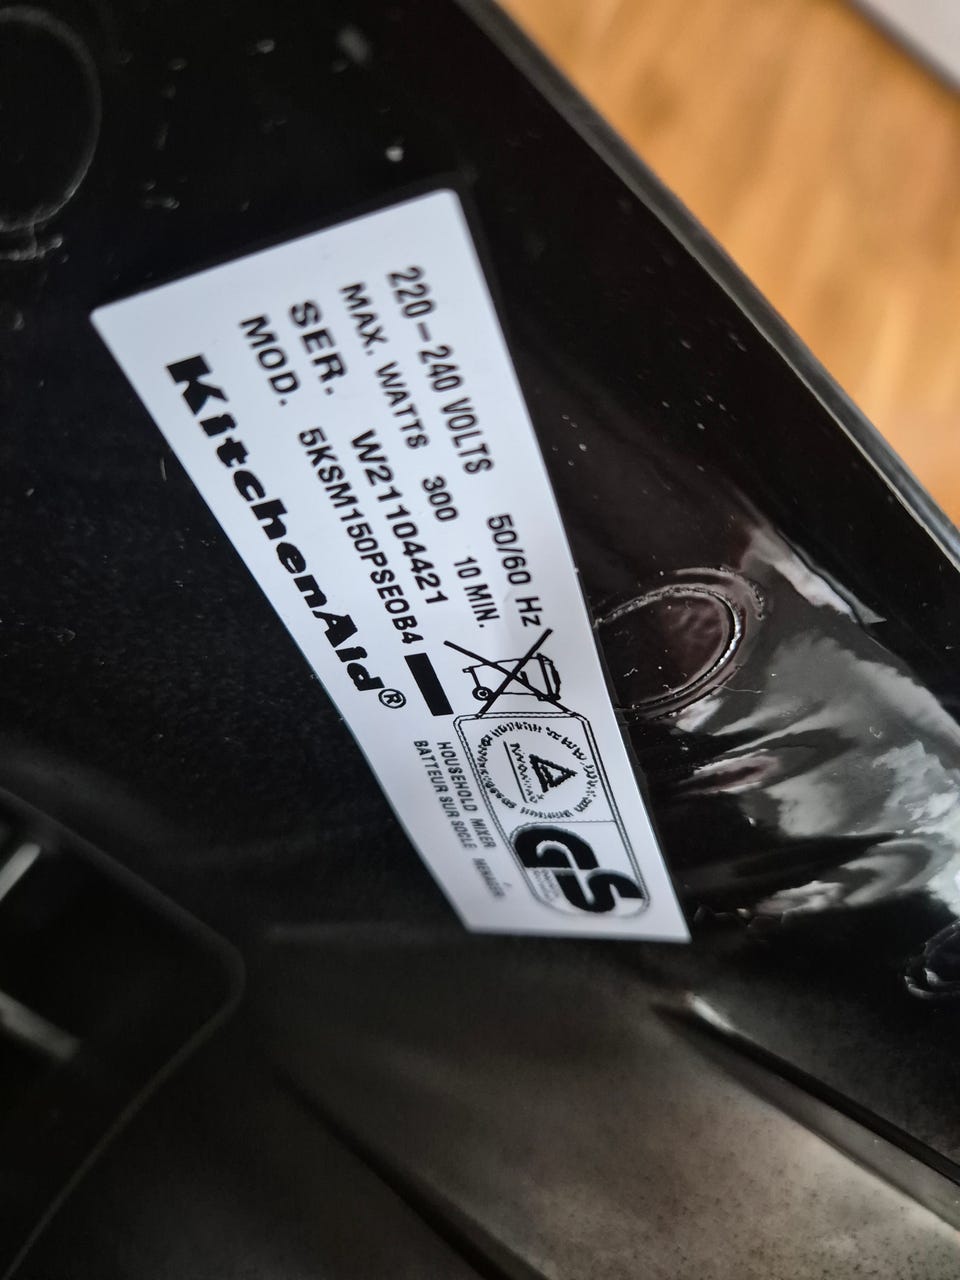 KitchenAid®
MOD. 5KSM150PSEOB4
SER. W21104421
MAX. WATTS 300 10 MIN.
220-240 VOLTS 50/60 Hz
HOUSEHOLD MIXER
BATTEUR SUR SOCLE MENAGER
GS